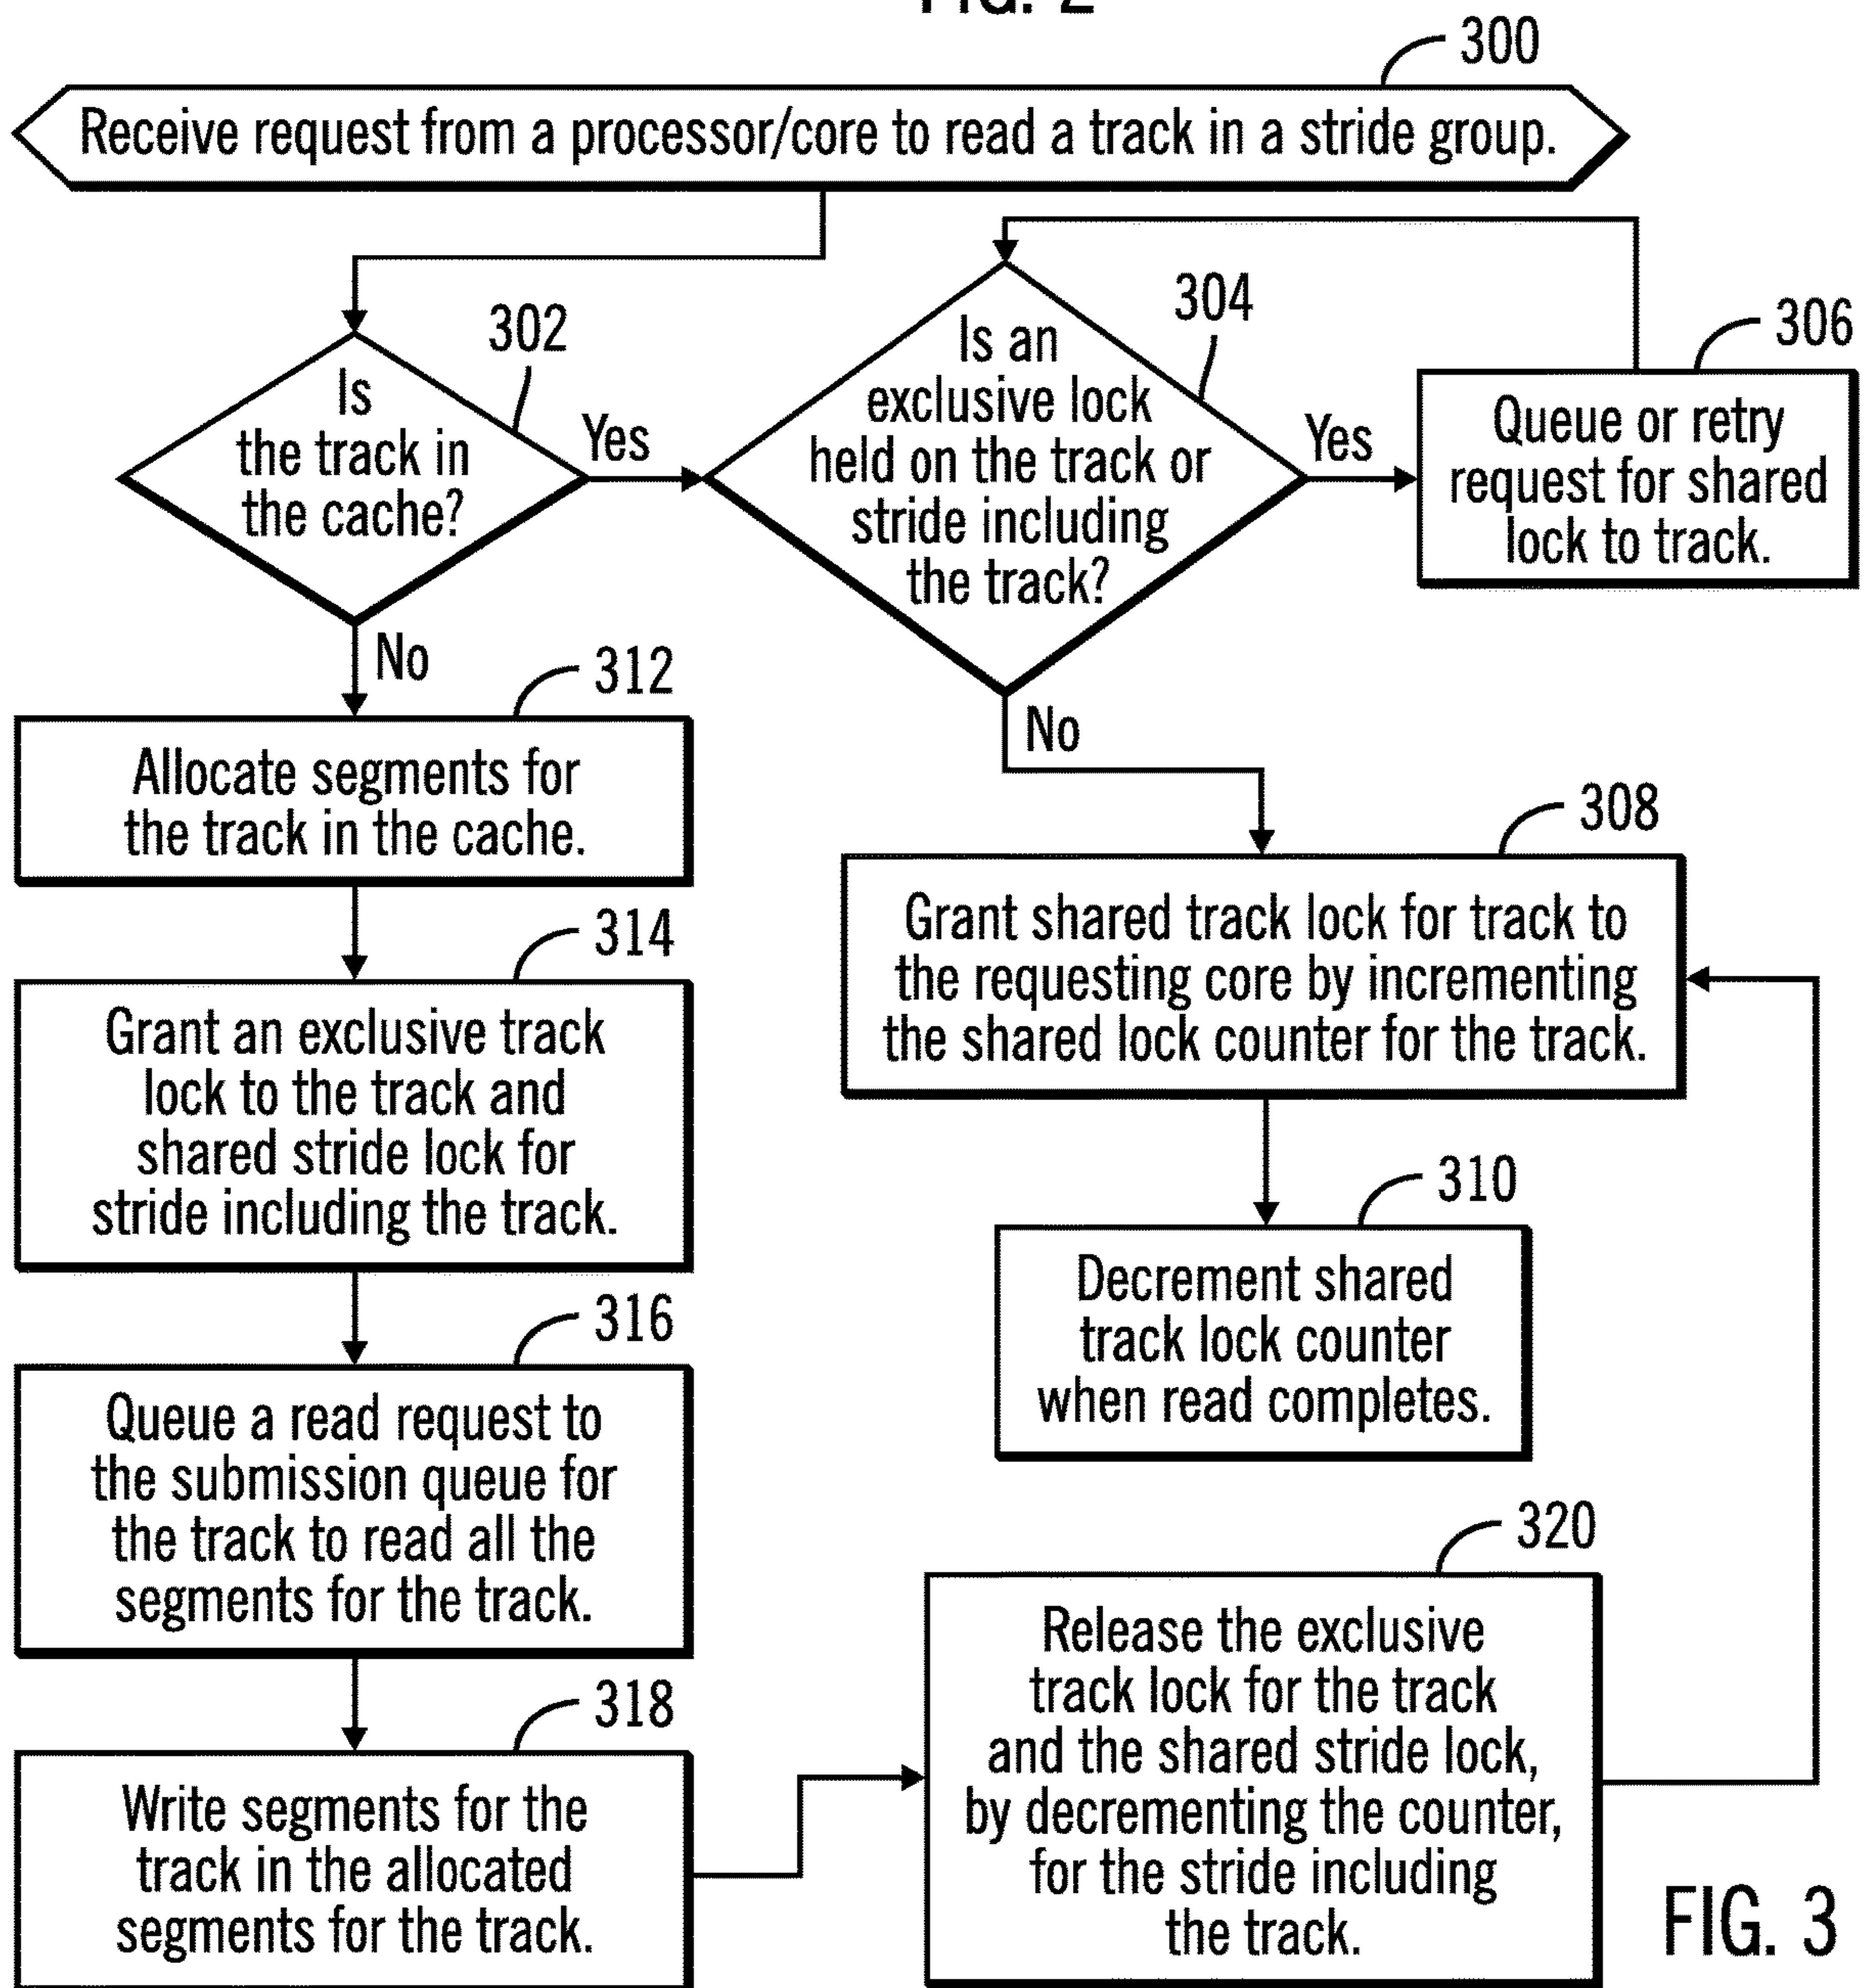 FIG. 2
300
Receive request from a processor/core to read a track in a stride group.
302
Is
the track in
the cache?
Yes
No
304
Is an
exclusive lock
held on the track or
stride including
the track?
Yes
No
306
Queue or retry
request for shared
lock to track.
312
Allocate segments for
the track in the cache.
308
Grant shared track lock for track to
the requesting core by incrementing
the shared lock counter for the track.
314
Grant an exclusive track
lock to the track and
shared stride lock for
stride including the track.
310
Decrement shared
track lock counter
when read completes.
316
Queue a read request to
the submission queue for
the track to read all the
segments for the track.
318
Write segments for the
track in the allocated
segments for the track.
320
Release the exclusive
track lock for the track
and the shared stride lock,
by decrementing the counter,
for the stride including
the track.
FIG. 3